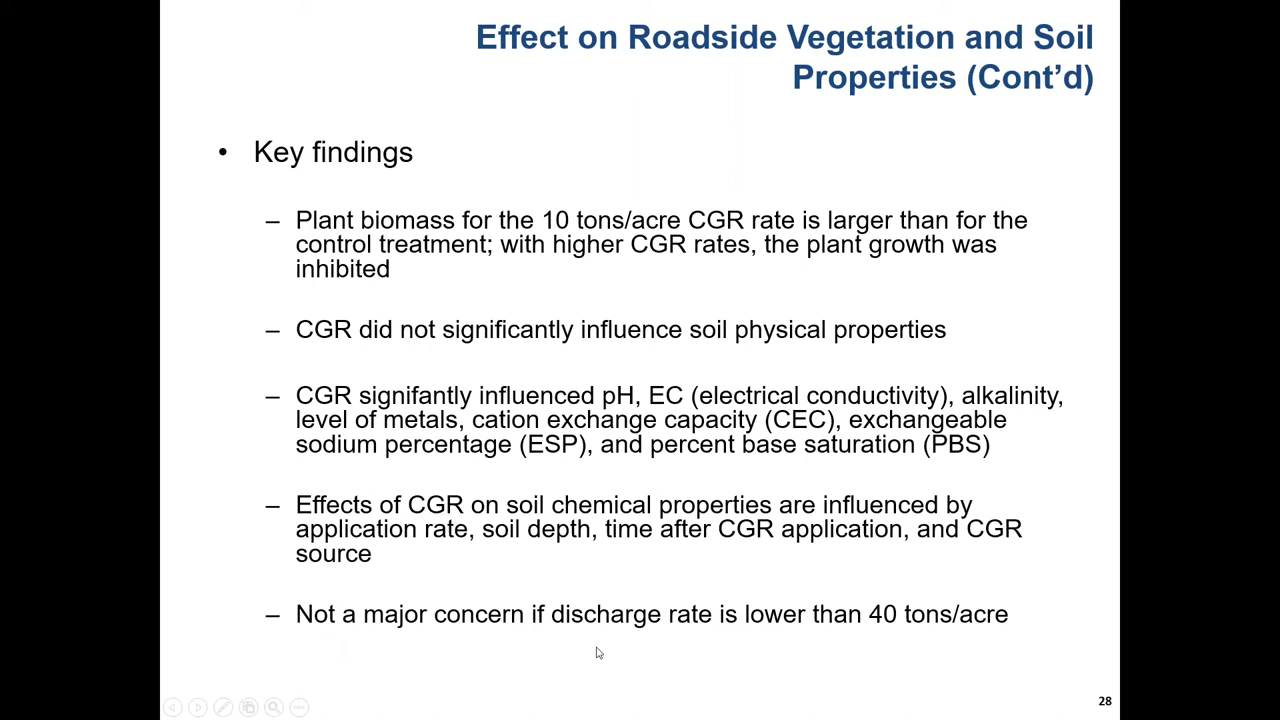 Effect on Roadside Vegetation and Soil
Properties (Cont’d)
• Key findings
– Plant biomass for the 10 tons/acre CGR rate is larger than for the
control treatment; with higher CGR rates, the plant growth was
inhibited
– CGR did not significantly influence soil physical properties
– CGR signifantly influenced pH, EC (electrical conductivity), alkalinity,
level of metals, cation exchange capacity (CEC), exchangeable
sodium percentage (ESP), and percent base saturation (PBS)
– Effects of CGR on soil chemical properties are influenced by
application rate, soil depth, time after CGR application, and CGR
source
– Not a major concern if discharge rate is lower than 40 tons/acre
28